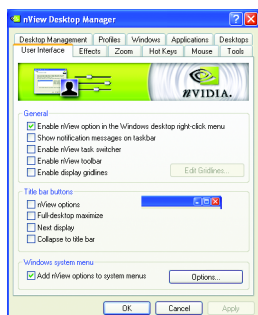 nView Desktop Manager
Desktop Management Profiles Windows Applications Desktops
User Interface Effects Zoom Hot Keys Mouse Tools
NVIDIA.
General
Enable nView option in the Windows desktop right-click menu
Show notification messages on taskbar
Enable nView task switcher
Enable nView toolbar
Enable display gridlines
Edit Gridlines...
Title bar buttons
nView options
Full-desktop maximize
Next display
Collapse to title bar
Windows system menu
Add nView options to system menus
Options...
OK Cancel Apply